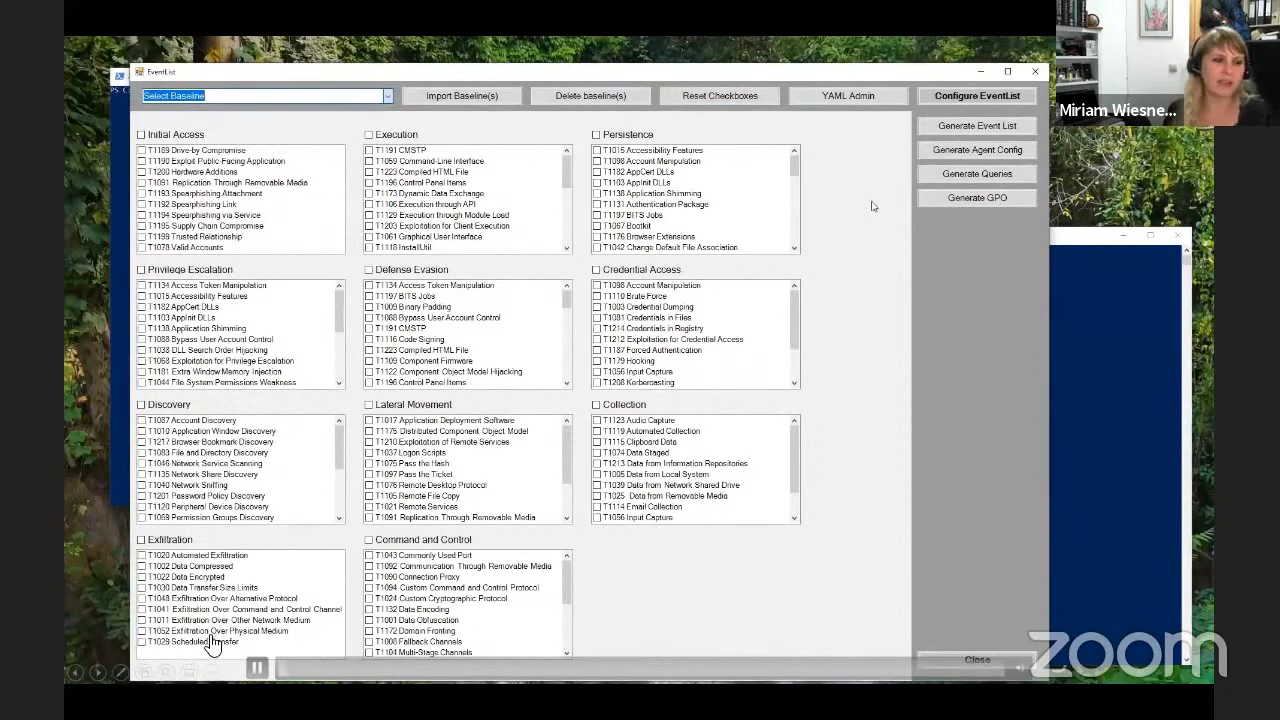 EventList
Select Baseline
Import Baseline(s)
Delete baseline(s)
Reset Checkboxes
YAML Admin
Configure EventList
Miriam Wiesne...
Generate Event List
Generate Agent Config
Generate Queries
Generate GPO
Initial Access
T1189 Drive-by Compromise
T1190 Exploit Public-Facing Application
T1200 Hardware Additions
T1091 Replication Through Removable Media
T1193 Spearphishing Attachment
T1192 Spearphishing Link
T1194 Spearphishing via Service
T1195 Supply Chain Compromise
T1199 Trusted Relationship
T1078 Valid Accounts
Execution
T1191 CMSTP
T1059 Command-Line Interface
T1223 Compiled HTML File
T1196 Control Panel Items
T1173 Dynamic Data Exchange
T1106 Execution through API
T1129 Execution through Module Load
T1203 Exploitation for Client Execution
T1061 Graphical User Interface
T1118 InstallUtil
Persistence
T1015 Accessibility Features
T1098 Account Manipulation
T1182 AppCert DLLs
T1103 AppInit DLLs
T1138 Application Shimming
T1131 Authentication Package
T1197 BITS Jobs
T1067 Bootkit
T1176 Browser Extensions
T1042 Change Default File Association
Privilege Escalation
T1134 Access Token Manipulation
T1015 Accessibility Features
T1182 AppCert DLLs
T1103 AppInit DLLs
T1138 Application Shimming
T1088 Bypass User Account Control
T1038 DLL Search Order Hijacking
T1068 Exploitation for Privilege Escalation
T1181 Extra Window Memory Injection
T1044 File System Permissions Weakness
Defense Evasion
T1134 Access Token Manipulation
T1197 BITS Jobs
T1009 Binary Padding
T1088 Bypass User Account Control
T1191 CMSTP
T1116 Code Signing
T1223 Compiled HTML File
T1109 Component Firmware
T1122 Component Object Model Hijacking
T1196 Control Panel Items
Credential Access
T1098 Account Manipulation
T1110 Brute Force
T1003 Credential Dumping
T1081 Credentials in Files
T1214 Credentials in Registry
T1212 Exploitation for Credential Access
T1187 Forced Authentication
T1179 Hooking
T1056 Input Capture
T1208 Kerberoasting
Discovery
T1087 Account Discovery
T1010 Application Window Discovery
T1217 Browser Bookmark Discovery
T1083 File and Directory Discovery
T1046 Network Service Scanning
T1135 Network Share Discovery
T1040 Network Sniffing
T1201 Password Policy Discovery
T1120 Peripheral Device Discovery
T1069 Permission Groups Discovery
Lateral Movement
T1017 Application Deployment Software
T1175 Distributed Component Object Model
T1210 Exploitation of Remote Services
T1037 Logon Scripts
T1075 Pass the Hash
T1097 Pass the Ticket
T1076 Remote Desktop Protocol
T1105 Remote File Copy
T1021 Remote Services
T1091 Replication Through Removable Media
Collection
T1123 Audio Capture
T1119 Automated Collection
T1115 Clipboard Data
T1074 Data Staged
T1213 Data from Information Repositories
T1005 Data from Local System
T1039 Data from Network Shared Drive
T1025 Data from Removable Media
T1114 Email Collection
T1056 Input Capture
Exfiltration
T1020 Automated Exfiltration
T1002 Data Compressed
T1022 Data Encrypted
T1030 Data Transfer Size Limits
T1048 Exfiltration Over Alternative Protocol
T1041 Exfiltration Over Command and Control Channel
T1011 Exfiltration Over Other Network Medium
T1052 Exfiltration Over Physical Medium
T1029 Scheduled Transfer
Command and Control
T1043 Commonly Used Port
T1092 Communication Through Removable Media
T1090 Connection Proxy
T1094 Custom Command and Control Protocol
T1024 Custom Cryptographic Protocol
T1132 Data Encoding
T1001 Data Obfuscation
T1172 Domain Fronting
T1008 Fallback Channels
T1104 Multi-Stage Channels
Close
zoom